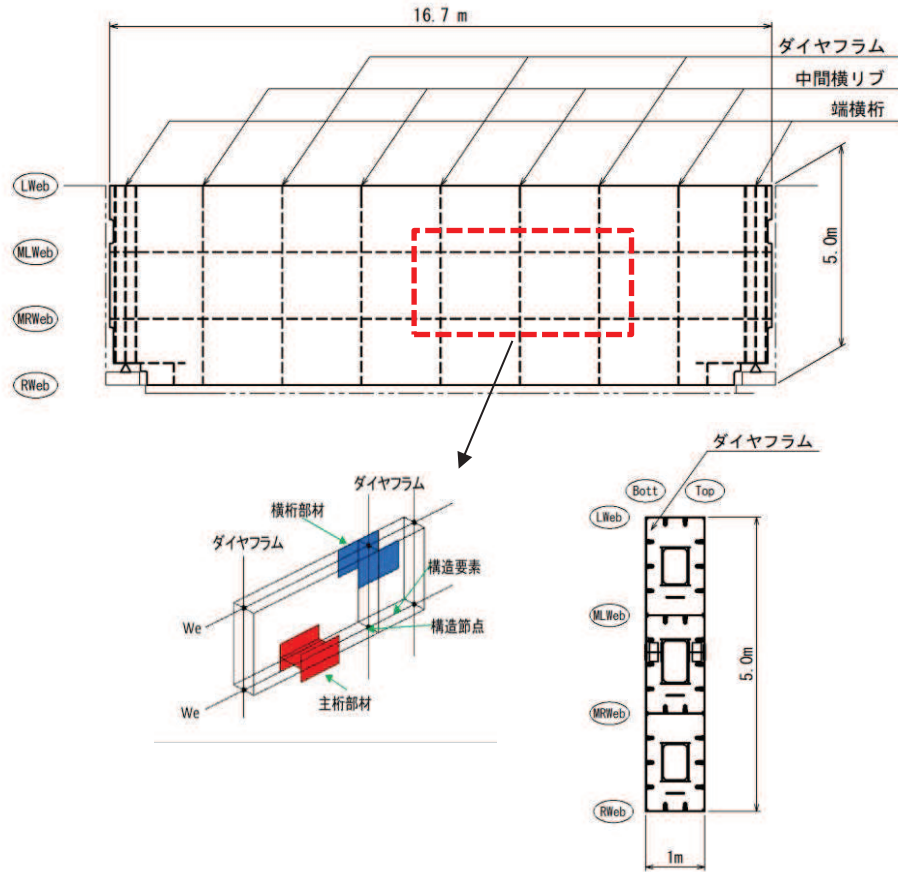 16.7 m
ダイヤフラム
中間横リブ
端横桁
LWeb
MLWeb
MRWeb
RWeb
5.0m
ダイヤフラム
横桁部材
ダイヤフラム
構造要素
構造節点
We
We
主桁部材
ダイヤフラム
Bott
Top
LWeb
MLWeb
MRWeb
RWeb
5.0m
1m